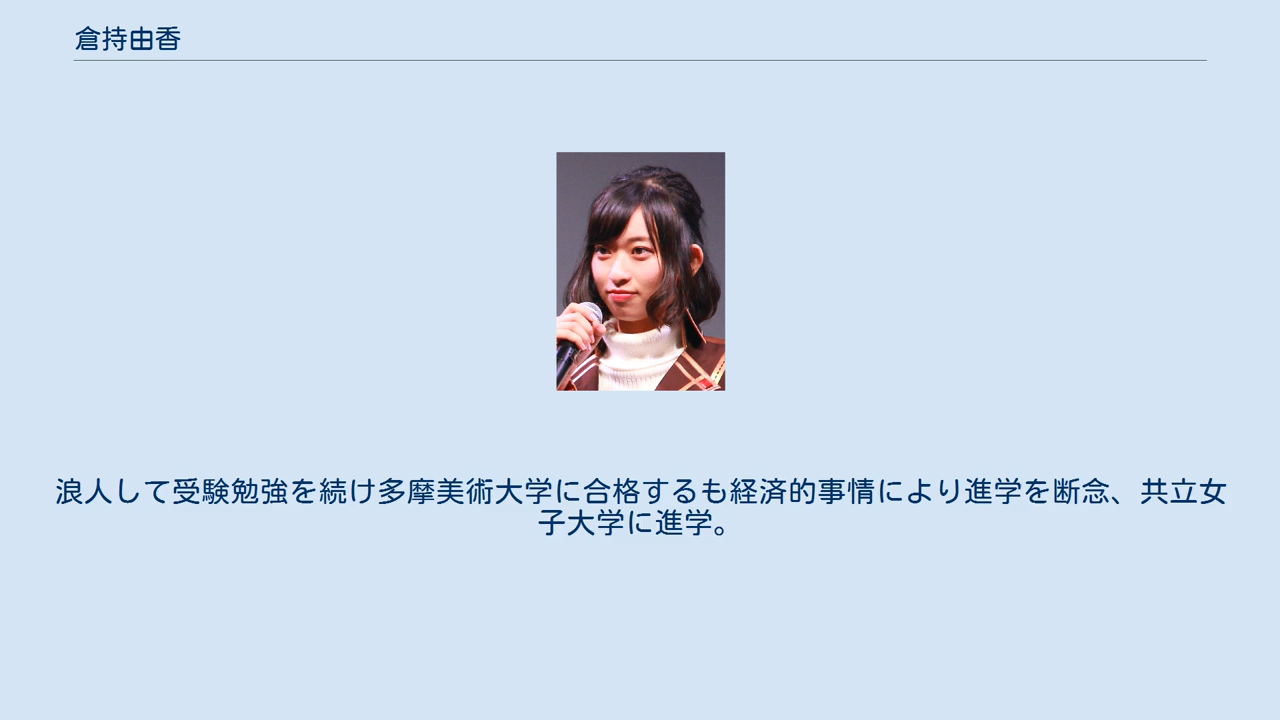 倉持由香
浪人して受験勉強を続け多摩美術大学に合格するも経済的事情により進学を断念、共立女
子大学に進学。